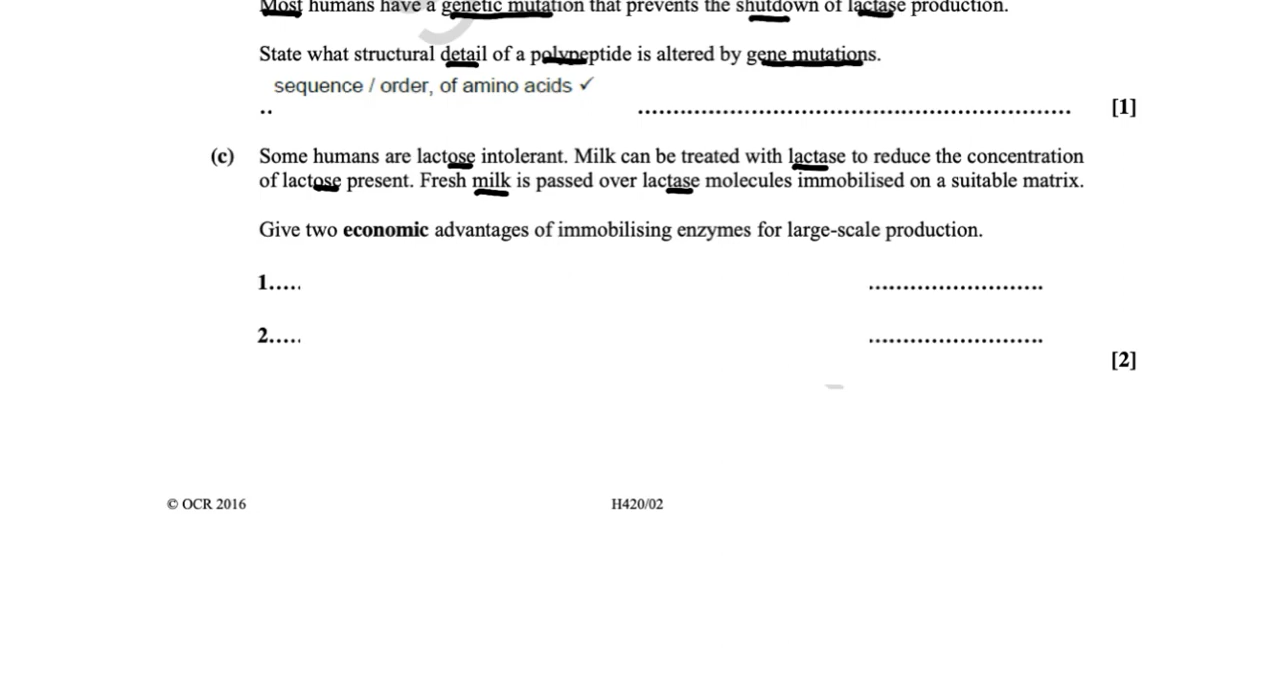 Most humans have a genetic mutation that prevents the shutdown of lactase production.
State what structural detail of a polypeptide is altered by gene mutations.
sequence / order, of amino acids ✓
.. .............................................................. [1]
(c) Some humans are lactose intolerant. Milk can be treated with lactase to reduce the concentration
of lactose present. Fresh milk is passed over lactase molecules immobilised on a suitable matrix.
Give two economic advantages of immobilising enzymes for large-scale production.
1..... .........................
2..... .........................
[2]
© OCR 2016 H420/02